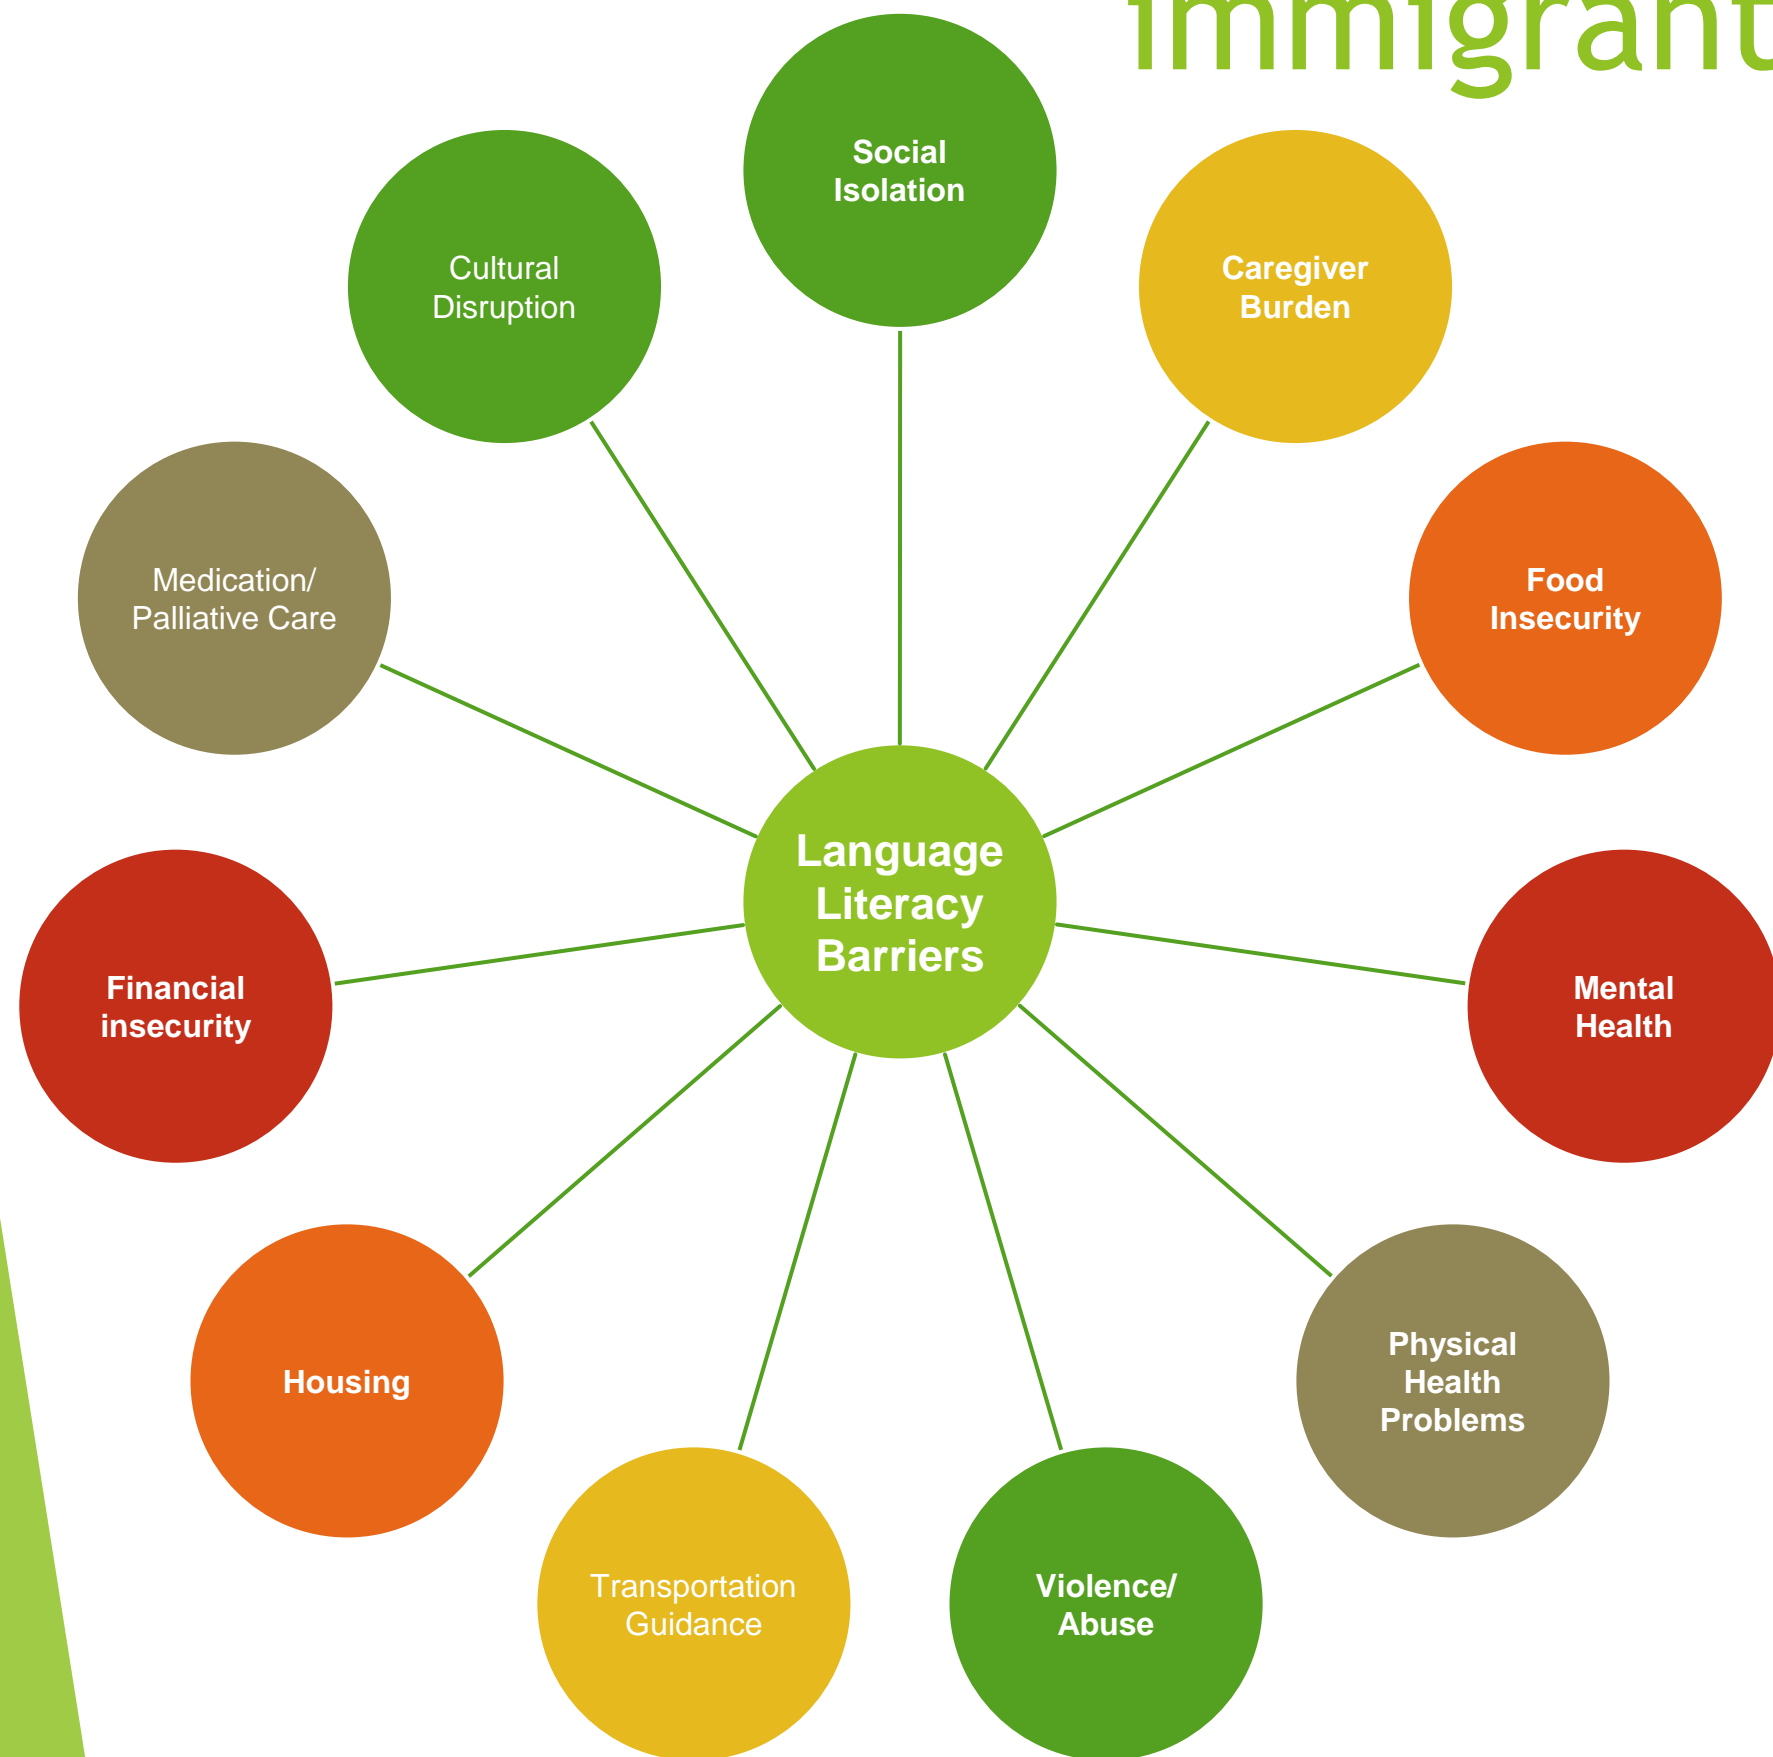 immigrant
Social
Isolation
Caregiver
Burden
Food
Insecurity
Mental
Health
Physical
Health
Problems
Violence/
Abuse
Transportation
Guidance
Housing
Financial
insecurity
Medication/
Palliative Care
Cultural
Disruption
Language
Literacy
Barriers